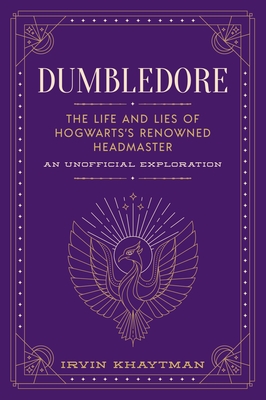 DUMBLEDORE
THE LIFE AND LIES OF
HOGWARTS'S RENOWNED
HEADMASTER
AN UNOFFICIAL EXPLORATION
IRVIN KHAYTMAN